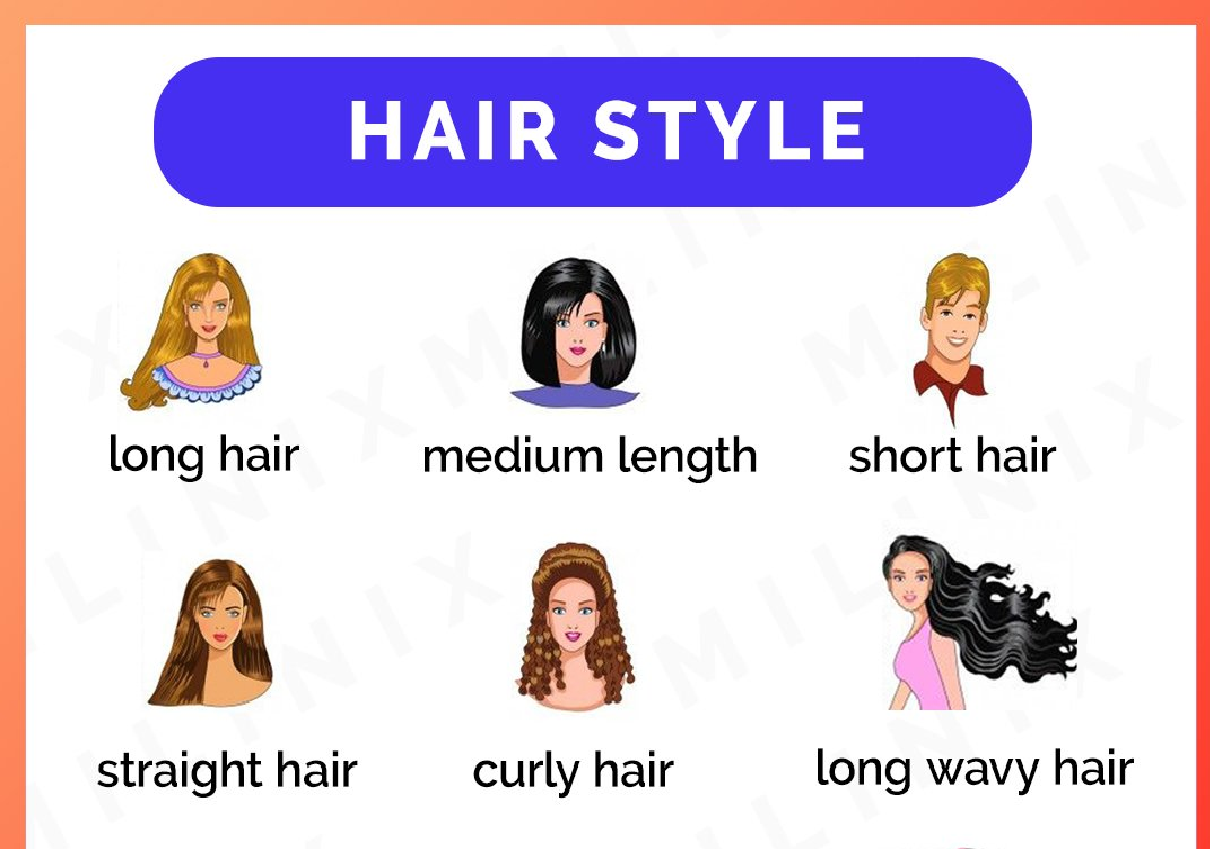 HAIR STYLE
long hair
medium length
short hair
straight hair
curly hair
long wavy hair
MILINIX